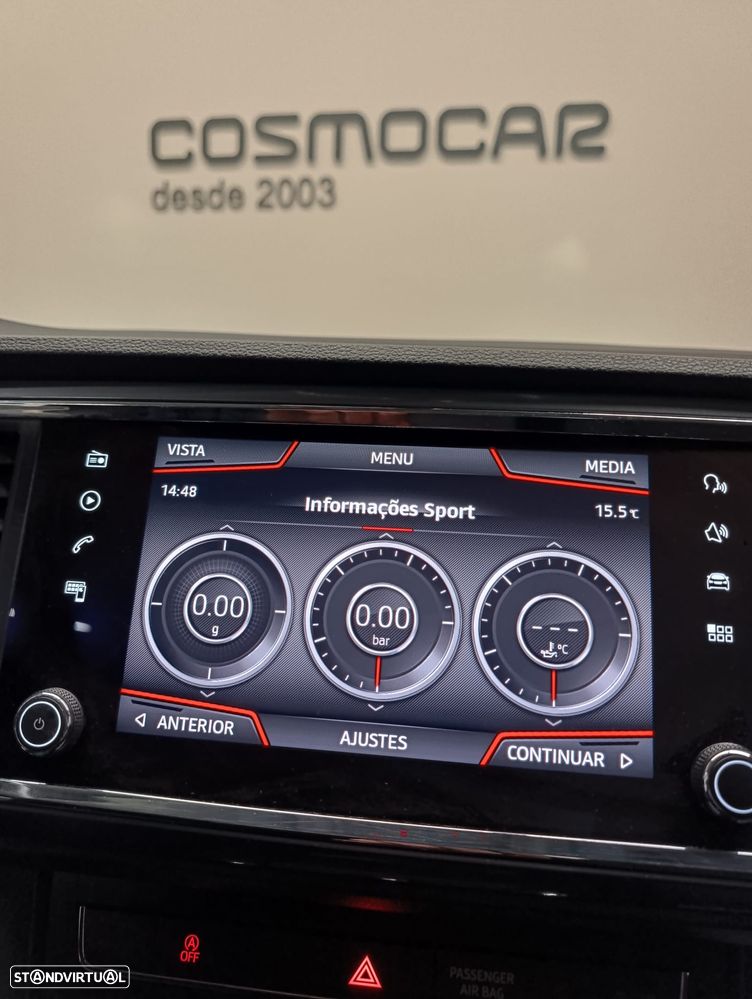 COSMOCAR
desde 2003
VISTA
MENU
MEDIA
14:48
Informações Sport
15.5℃
0.00
g
0.00
bar
---
°C
ANTERIOR
AJUSTES
CONTINUAR
A
OFF
PASSENGER
AIR BAG
STANDVIRTUAL